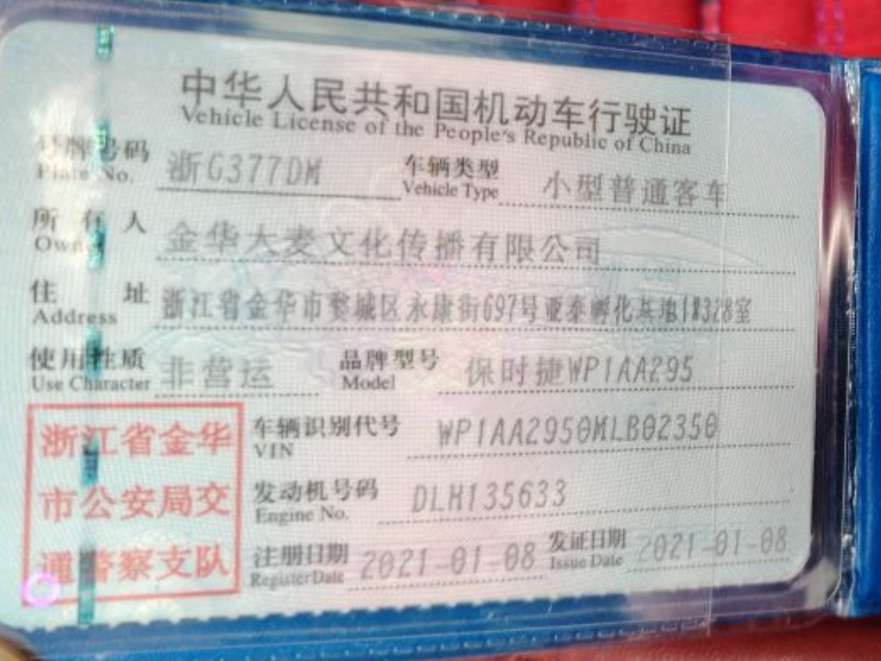 中华人民共和国机动车行驶证
Vehicle License of the People's Republic of China
号牌号码 浙G377DM 车辆类型 小型普通客车
Plate No. Vehicle Type
所有人 金华大麦文化传播有限公司
Owner
住址 浙江省金华市婺城区永康街697号亚泰孵化基地1#328室
Address
使用性质 非营运 品牌型号 保时捷WP1AA295
Use Character Model
浙江省金华 车辆识别代号 WP1AA2950MLB02350
VIN
市公安局交 发动机号码 DLH135633
Engine No.
通警察支队 注册日期 2021-01-08 发证日期 2021-01-08
RegisterDate Issue Date